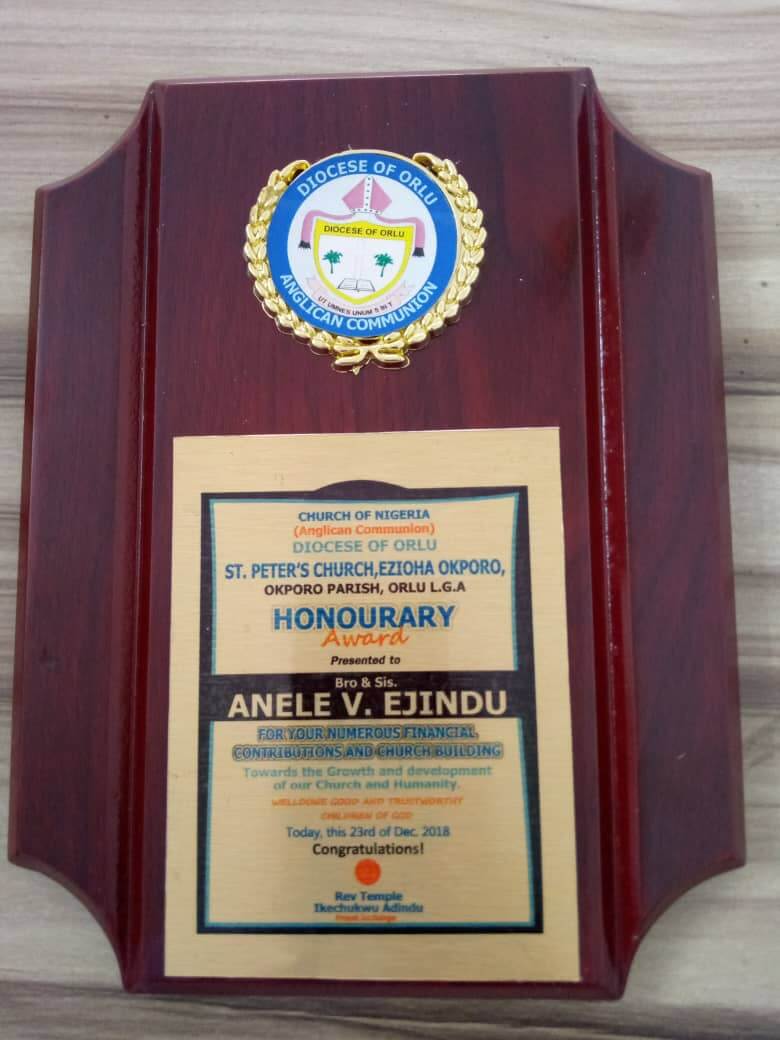 DIOCESE OF ORLU
DIOCESE OF ORLU
UT UMNES UNUM S IN T
ANGLICAN COMMUNION
CHURCH OF NIGERIA
(Anglican Communion)
DIOCESE OF ORLU
ST. PETER'S CHURCH,EZIOHA OKPORO,
OKPORO PARISH, ORLU L.G.A
HONOURARY
Award
Presented to
Bro & Sis.
ANELE V. EJINDU
FOR YOUR NUMEROUS FINANCIAL
CONTRIBUTIONS AND CHURCH BUILDING
Towards the Growth and development
of our Church and Humanity.
WELLDONE GOOD AND TRUSTWORTHY
CHILDREN OF GOD
Today, this 23rd of Dec. 2018
Congratulations!
Rev Temple
Ikechukwu Adindu
Priest